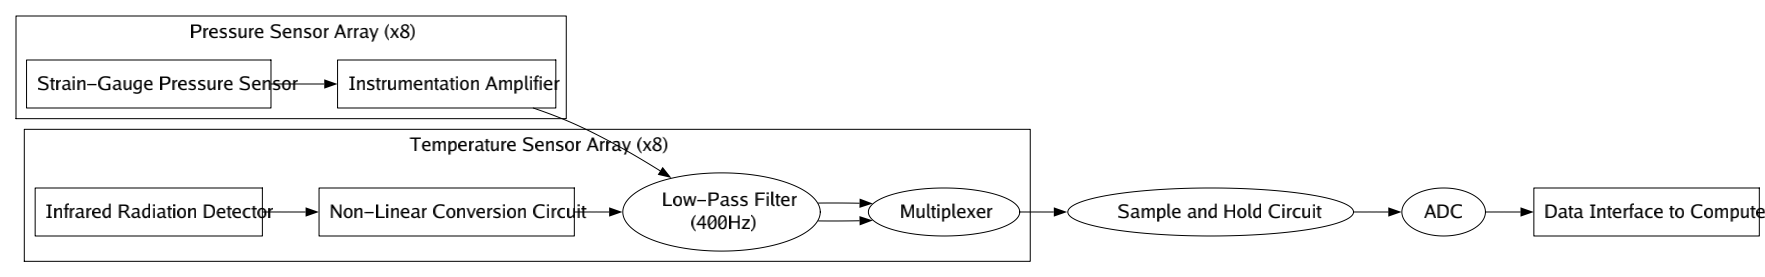 Pressure Sensor Array (x8)
Strain-Gauge Pressure Sensor
Instrumentation Amplifier
Temperature Sensor Array (x8)
Infrared Radiation Detector
Non-Linear Conversion Circuit
Low-Pass Filter
(400Hz)
Multiplexer
Sample and Hold Circuit
ADC
Data Interface to Compute